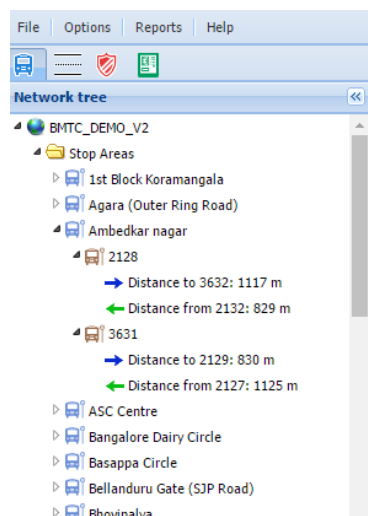 File Options Reports Help
Network tree
BMTC_DEMO_V2
Stop Areas
1st Block Koramangala
Agara (Outer Ring Road)
Ambedkar nagar
2128
Distance to 3632: 1117 m
Distance from 2132: 829 m
3631
Distance to 2129: 830 m
Distance from 2127: 1125 m
ASC Centre
Bangalore Dairy Circle
Basappa Circle
Bellanduru Gate (SJP Road)